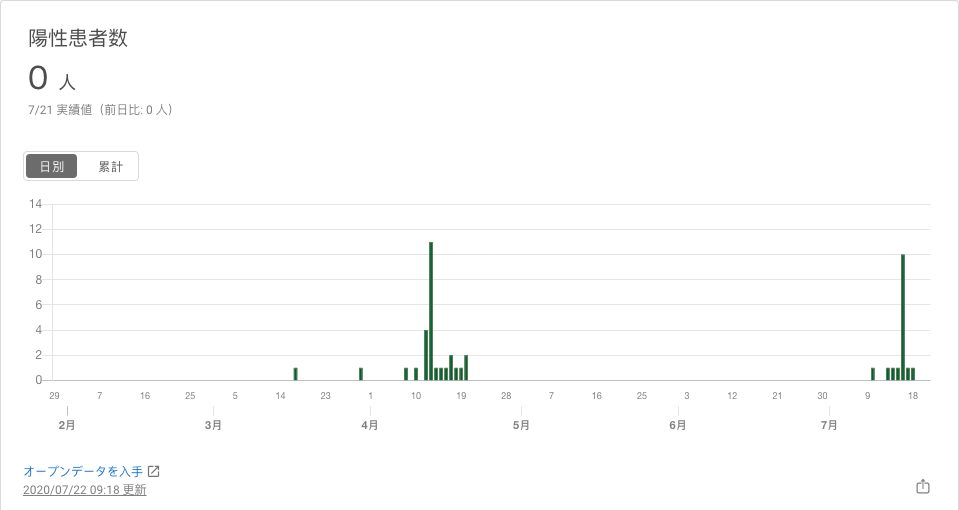 陽性患者数
0 人
7/21 実績値（前日比: 0 人）
日別 累計
14
12
10
8
6
4
2
0
29 7 16 25 5 14 23 1 10 19 28 7 16 25 3 12 21 30 9 18
2月 3月 4月 5月 6月 7月
オープンデータを入手
2020/07/22 09:18 更新